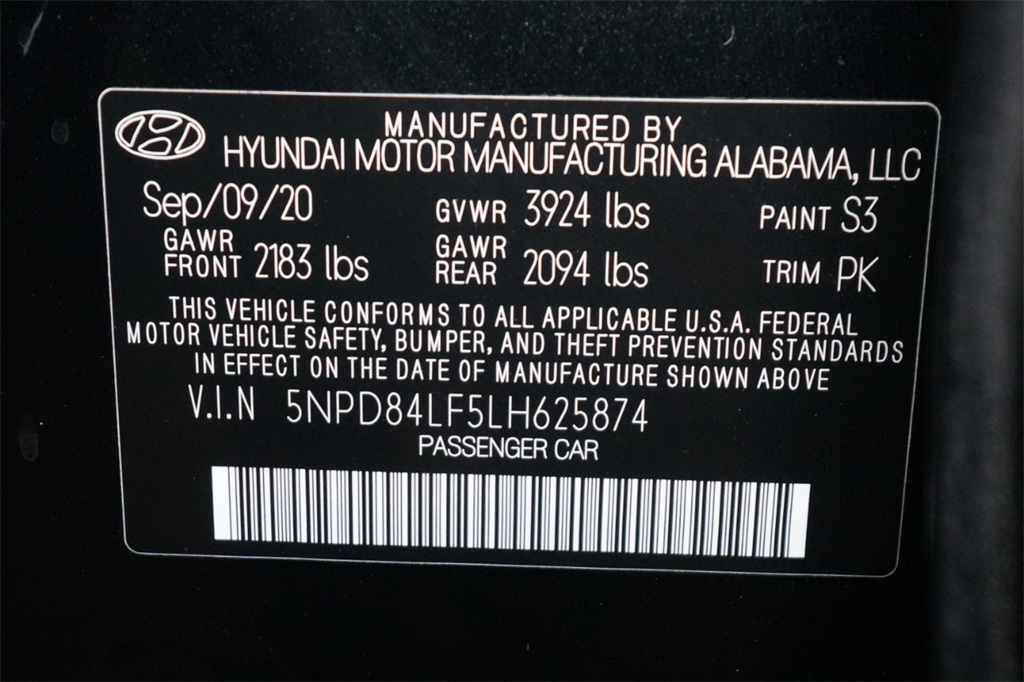 MANUFACTURED BY
HYUNDAI MOTOR MANUFACTURING ALABAMA, LLC
Sep/09/20 GVWR 3924 lbs PAINT S3
GAWR FRONT 2183 lbs GAWR REAR 2094 lbs TRIM PK
THIS VEHICLE CONFORMS TO ALL APPLICABLE U.S.A. FEDERAL
MOTOR VEHICLE SAFETY, BUMPER, AND THEFT PREVENTION STANDARDS
IN EFFECT ON THE DATE OF MANUFACTURE SHOWN ABOVE
V.I.N 5NPD84LF5LH625874
PASSENGER CAR